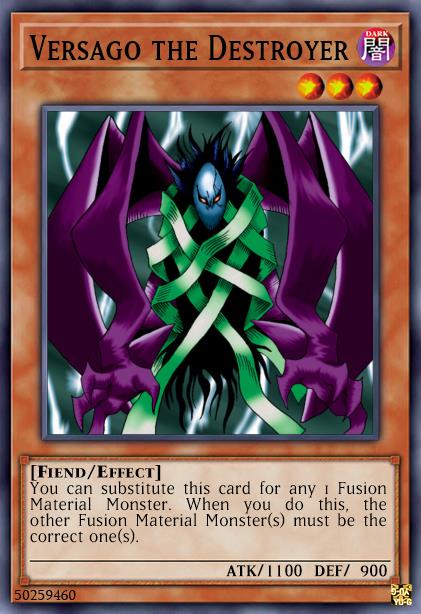 VERSAGO THE DESTROYER
DARK
闇
[FIEND/EFFECT]
You can substitute this card for any 1 Fusion
Material Monster. When you do this, the
other Fusion Material Monster(s) must be the
correct one(s).
ATK/1100 DEF/ 900
50259460